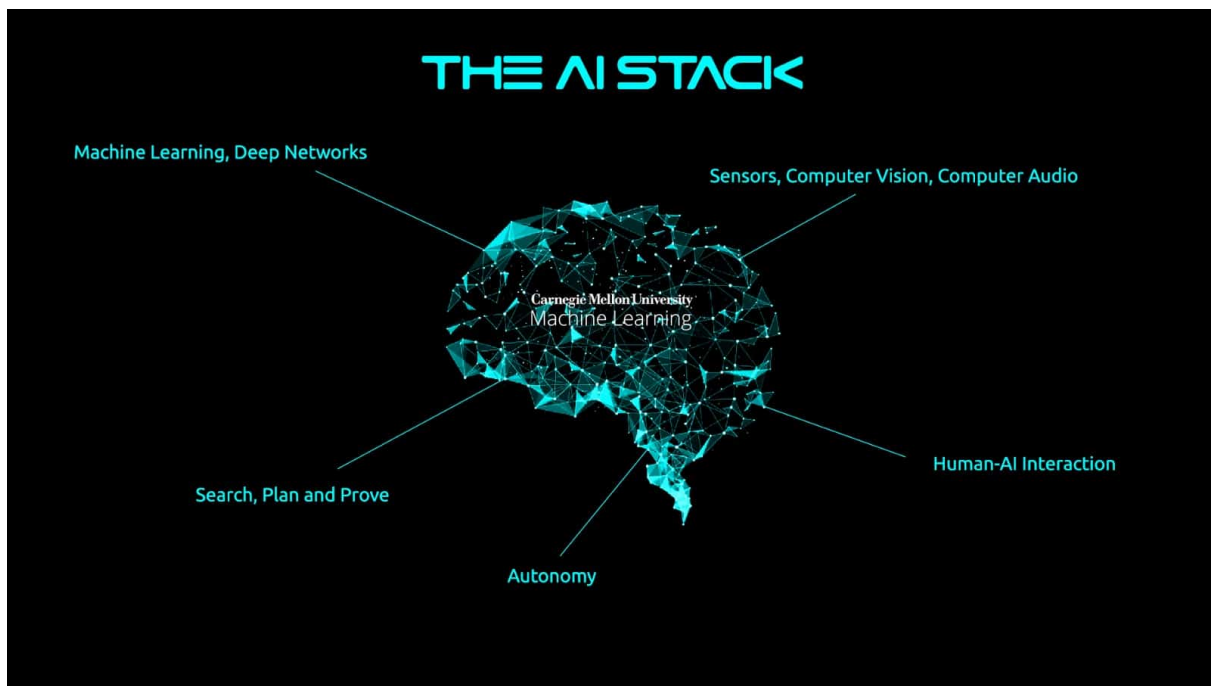 THE AI STACK
Machine Learning, Deep Networks
Sensors, Computer Vision, Computer Audio
Carnegie Mellon University
Machine Learning
Human-AI Interaction
Search, Plan and Prove
Autonomy